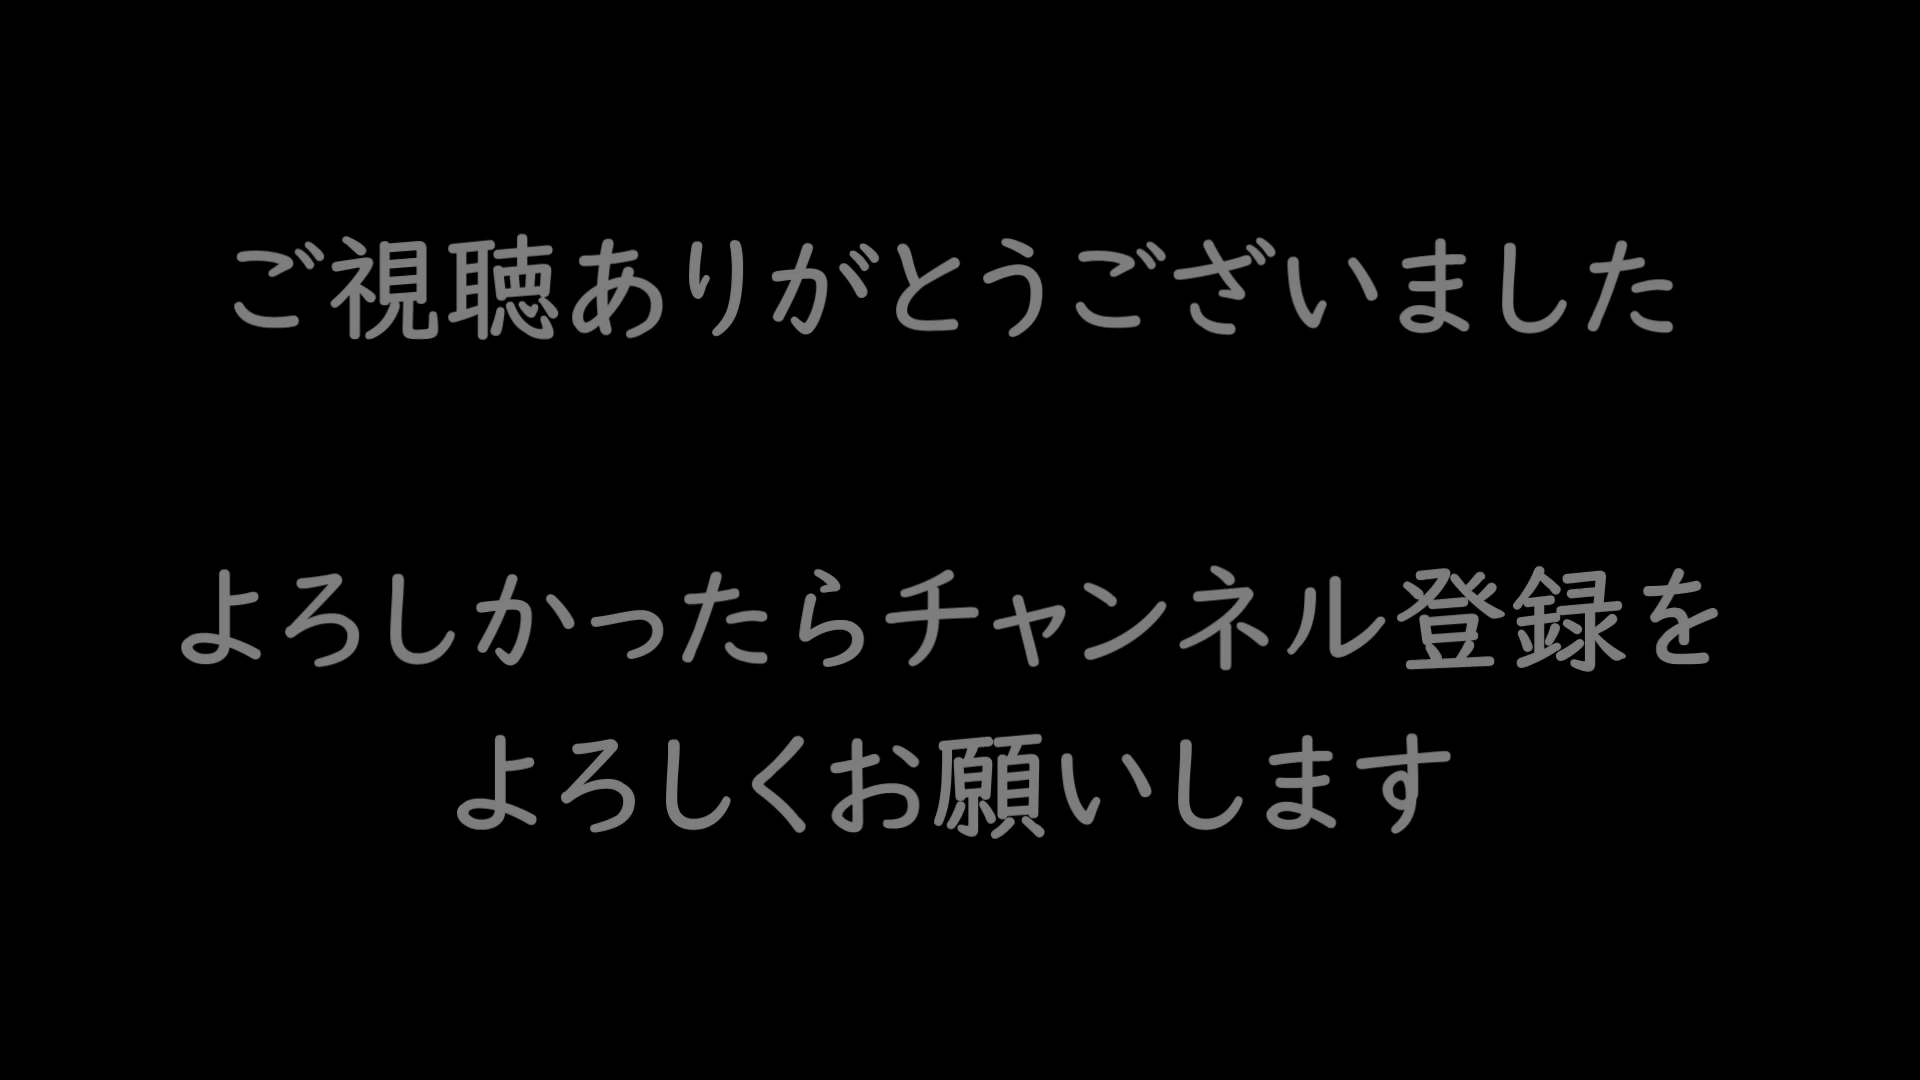 ご視聴ありがとうございました
よろしかったらチャンネル登録を
よろしくお願いします